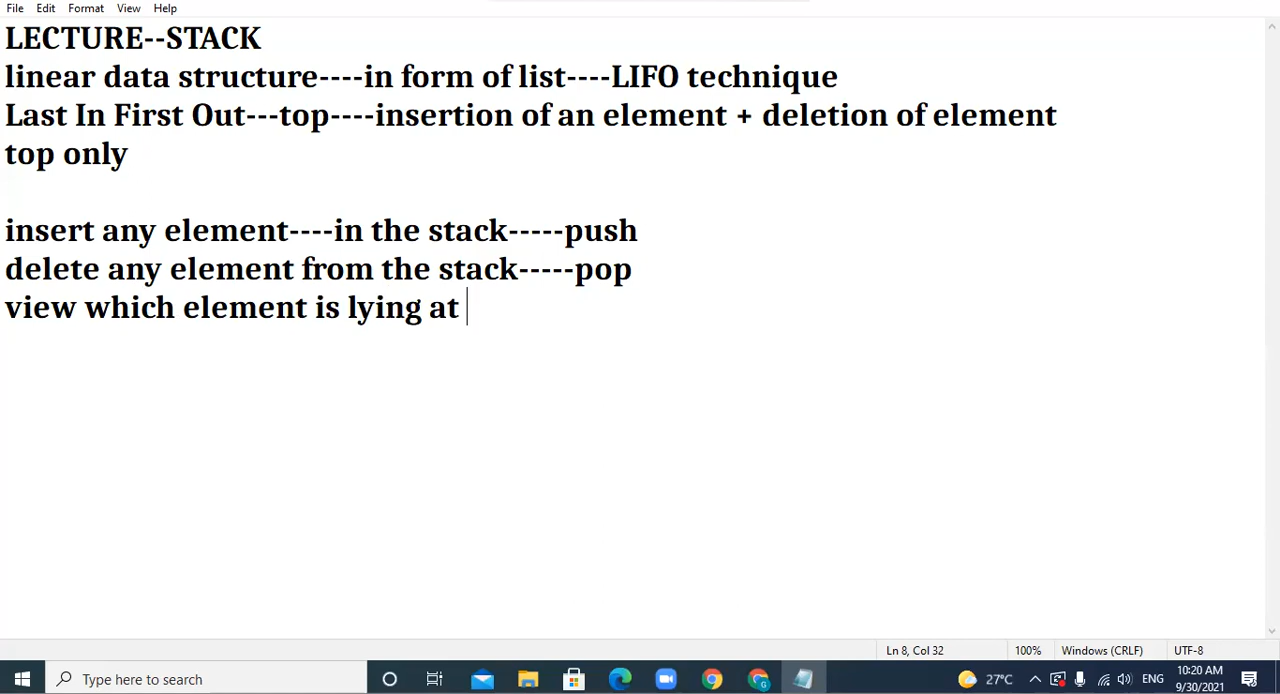 File Edit Format View Help
LECTURE--STACK
linear data structure----in form of list----LIFO technique
Last In First Out---top----insertion of an element + deletion of element
top only
insert any element----in the stack-----push
delete any element from the stack-----pop
view which element is lying at
Ln 8, Col 32 100% Windows (CRLF) UTF-8
Type here to search 27°C ENG 10:20 AM
9/30/2021